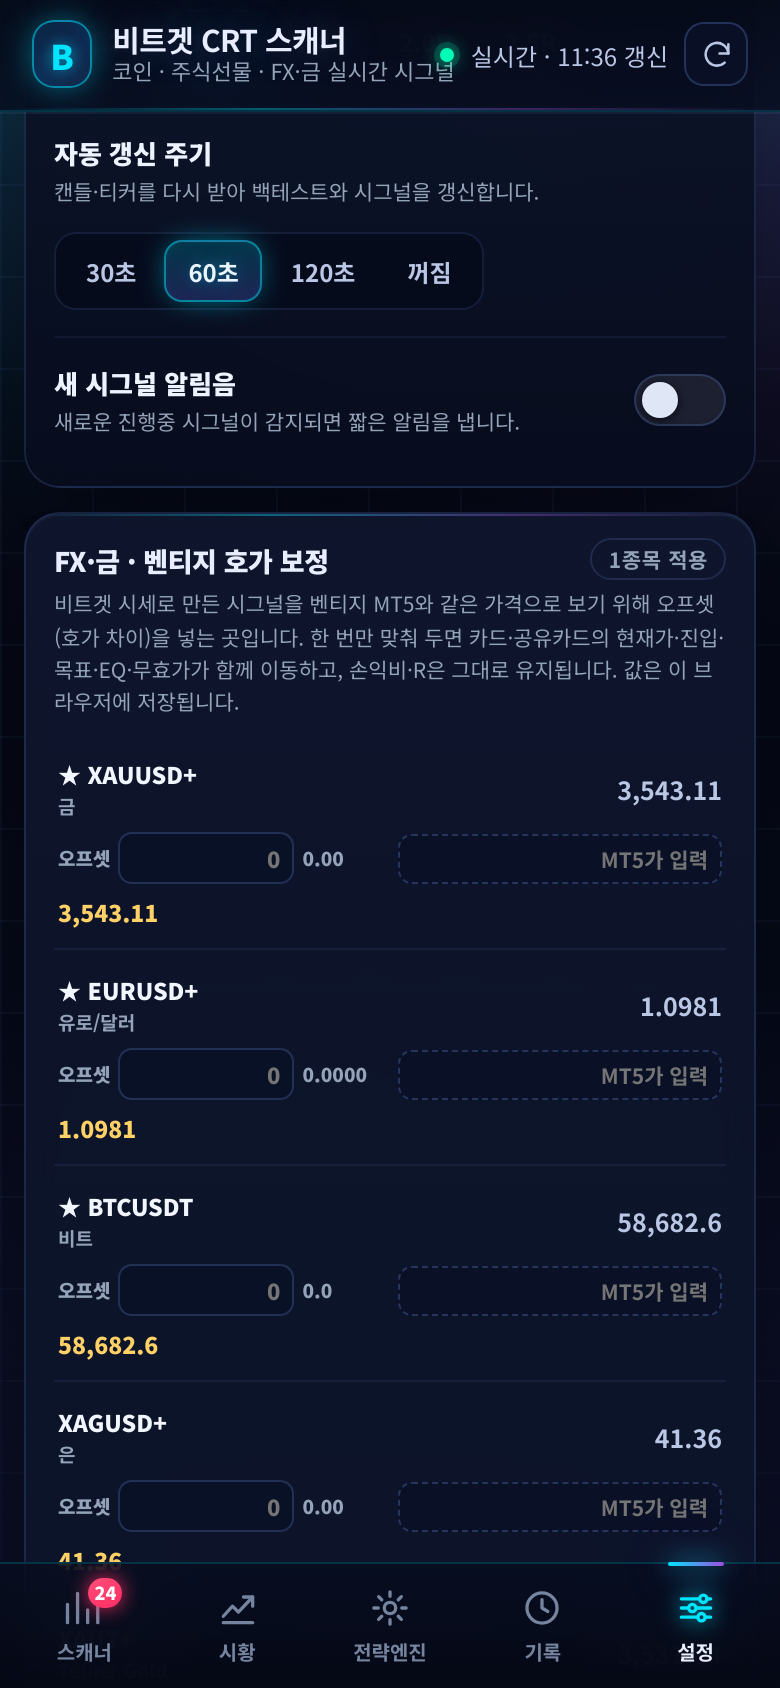 B
비트겟 CRT 스캐너
코인 · 주식선물 · FX·금 실시간 시그널
실시간 · 11:36 갱신
자동 갱신 주기
캔들·티커를 다시 받아 백테스트와 시그널을 갱신합니다.
30초 60초 120초 꺼짐
새 시그널 알림음
새로운 진행중 시그널이 감지되면 짧은 알림을 냅니다.
FX·금 · 벤티지 호가 보정
1종목 적용
비트겟 시세로 만든 시그널을 벤티지 MT5와 같은 가격으로 보기 위해 오프셋
(호가 차이)을 넣는 곳입니다. 한 번만 맞춰 두면 카드·공유카드의 현재가·진입·
목표·EQ·무효가가 함께 이동하고, 손익비·R은 그대로 유지됩니다. 값은 이 브
라우저에 저장됩니다.
★ XAUUSD+
금
3,543.11
오프셋 0 0.00 MT5가 입력
3,543.11
★ EURUSD+
유로/달러
1.0981
오프셋 0 0.0000 MT5가 입력
1.0981
★ BTCUSDT
비트
58,682.6
오프셋 0 0.0 MT5가 입력
58,682.6
XAGUSD+
은
41.36
오프셋 0 0.00 MT5가 입력
41.36
24
스캐너 시황 전략엔진 기록 설정